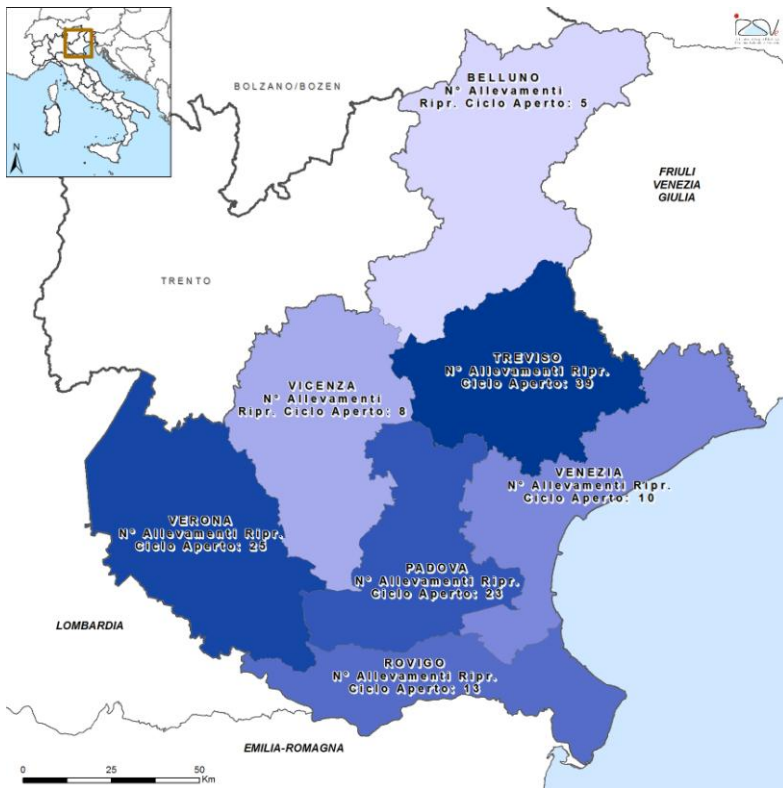 N
BELLUNO
N° Allevamenti
Ripr. Ciclo Aperto: 5
BOLZANO/BOZEN
FRIULI
VENEZIA
GIULIA
TRENTO
TREVISO
N° Allevamenti Ripr.
Ciclo Aperto: 39
VICENZA
N° Allevamenti
Ripr. Ciclo Aperto: 8
VENEZIA
N° Allevamenti Ripr.
Ciclo Aperto: 10
VERONA
N° Allevamenti Ripr.
Ciclo Aperto: 25
PADOVA
N° Allevamenti Ripr.
Ciclo Aperto: 23
LOMBARDIA
ROVIGO
N° Allevamenti Ripr.
Ciclo Aperto: 13
EMILIA-ROMAGNA
0 25 50
Km